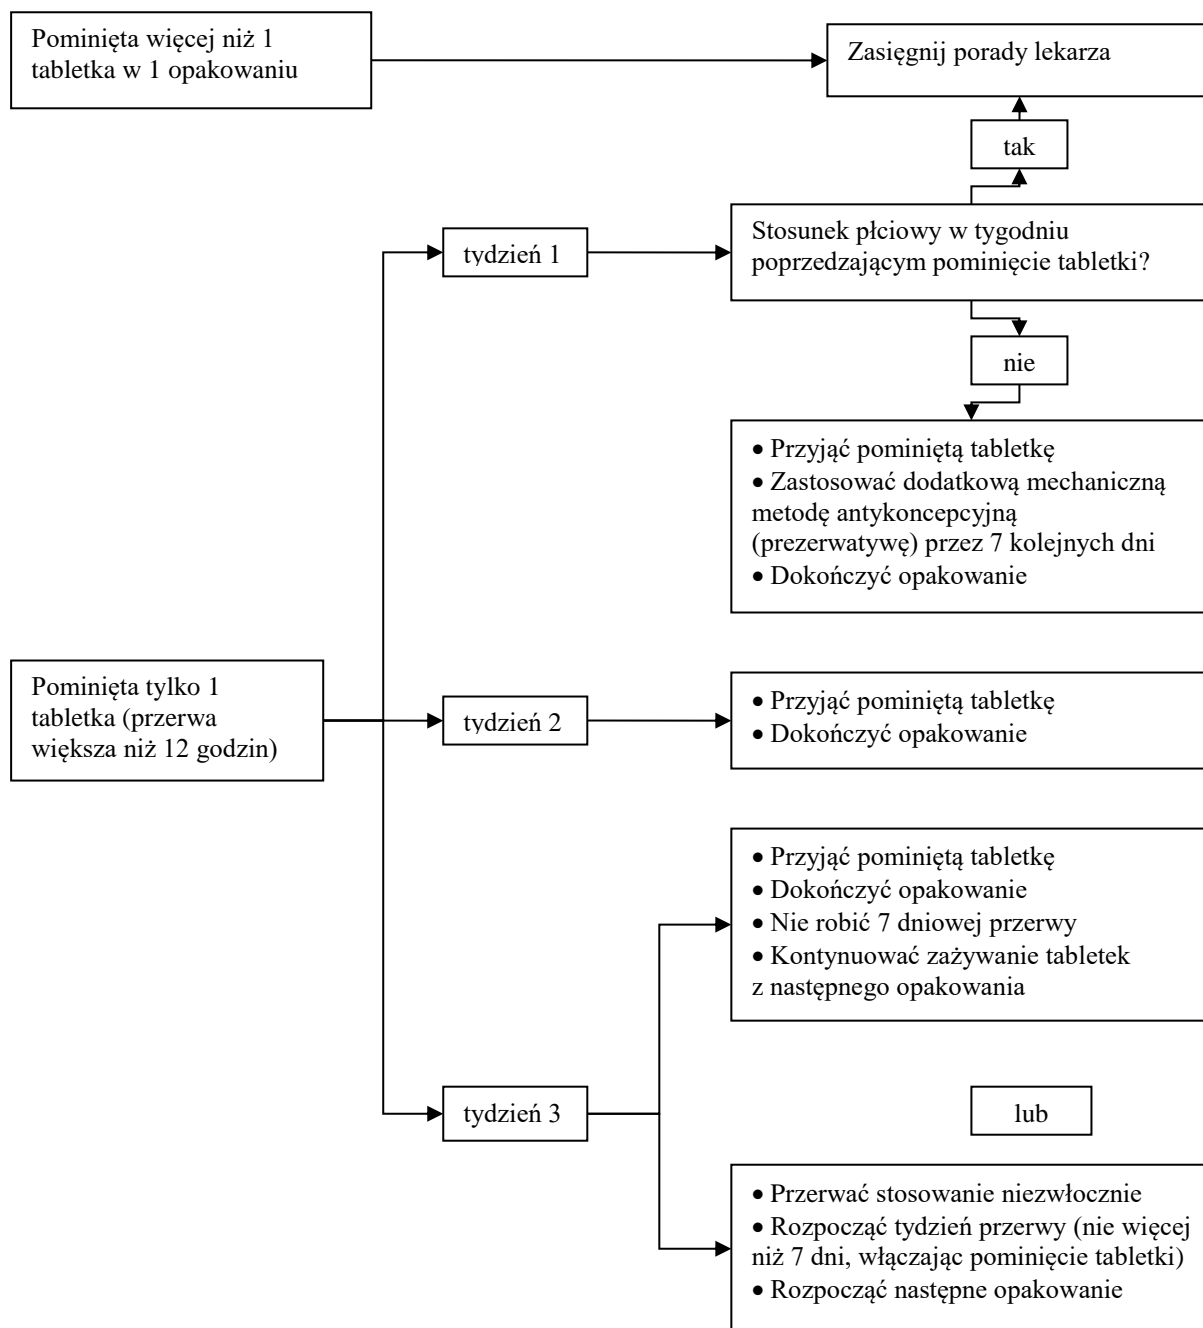 Pominięta więcej niż 1
tabletka w 1 opakowaniu
Zasięgnij porady lekarza
tak
tydzień 1
Stosunek płciowy w tygodniu
poprzedzającym pominięcie tabletki?
nie
• Przyjąć pominiętą tabletkę
• Zastosować dodatkową mechaniczną
metodę antykoncepcyjną
(prezerwatywę) przez 7 kolejnych dni
• Dokończyć opakowanie
Pominięta tylko 1
tabletka (przerwa
większa niż 12 godzin)
tydzień 2
• Przyjąć pominiętą tabletkę
• Dokończyć opakowanie
• Przyjąć pominiętą tabletkę
• Dokończyć opakowanie
• Nie robić 7 dniowej przerwy
• Kontynuować zażywanie tabletek
z następnego opakowania
tydzień 3
lub
• Przerwać stosowanie niezwłocznie
• Rozpocząć tydzień przerwy (nie więcej
niż 7 dni, włączając pominięcie tabletki)
• Rozpocząć następne opakowanie